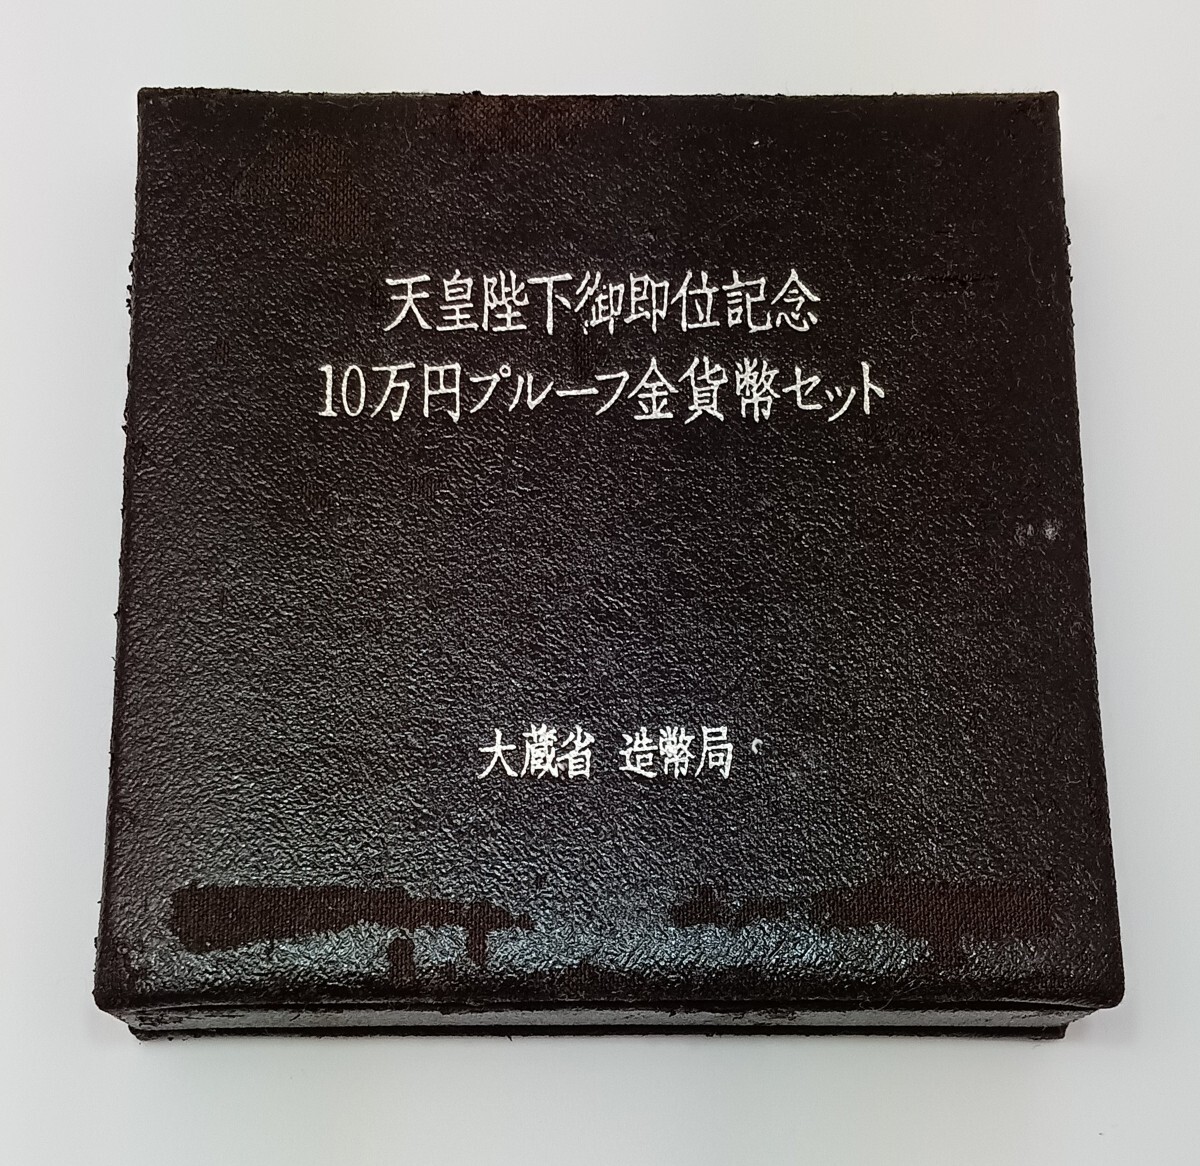 天皇陛下御即位記念
10万円プルーフ金貨幣セット
大蔵省 造幣局